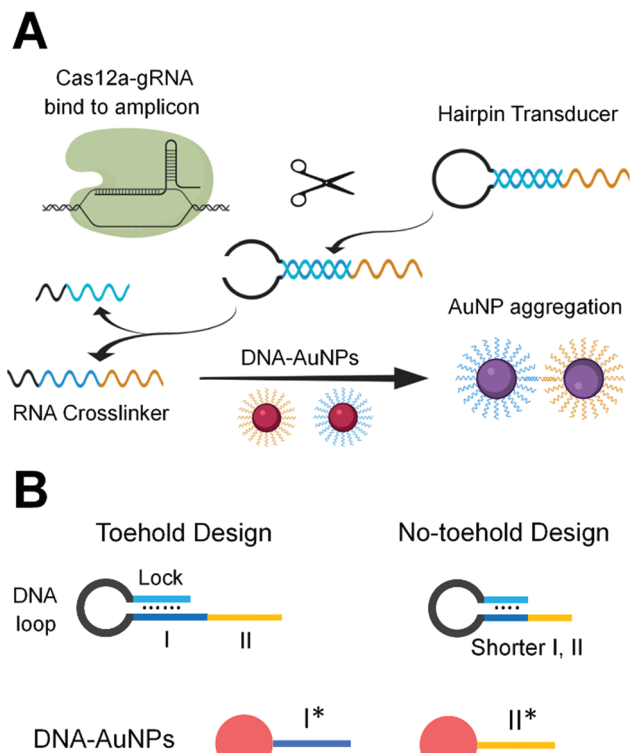 A
Cas12a-gRNA
bind to amplicon
Hairpin Transducer
AuNP aggregation
DNA-AuNPs
RNA Crosslinker
B
Toehold Design
No-toehold Design
DNA
loop
Lock
I
II
Shorter I, II
DNA-AuNPs
I*
II*